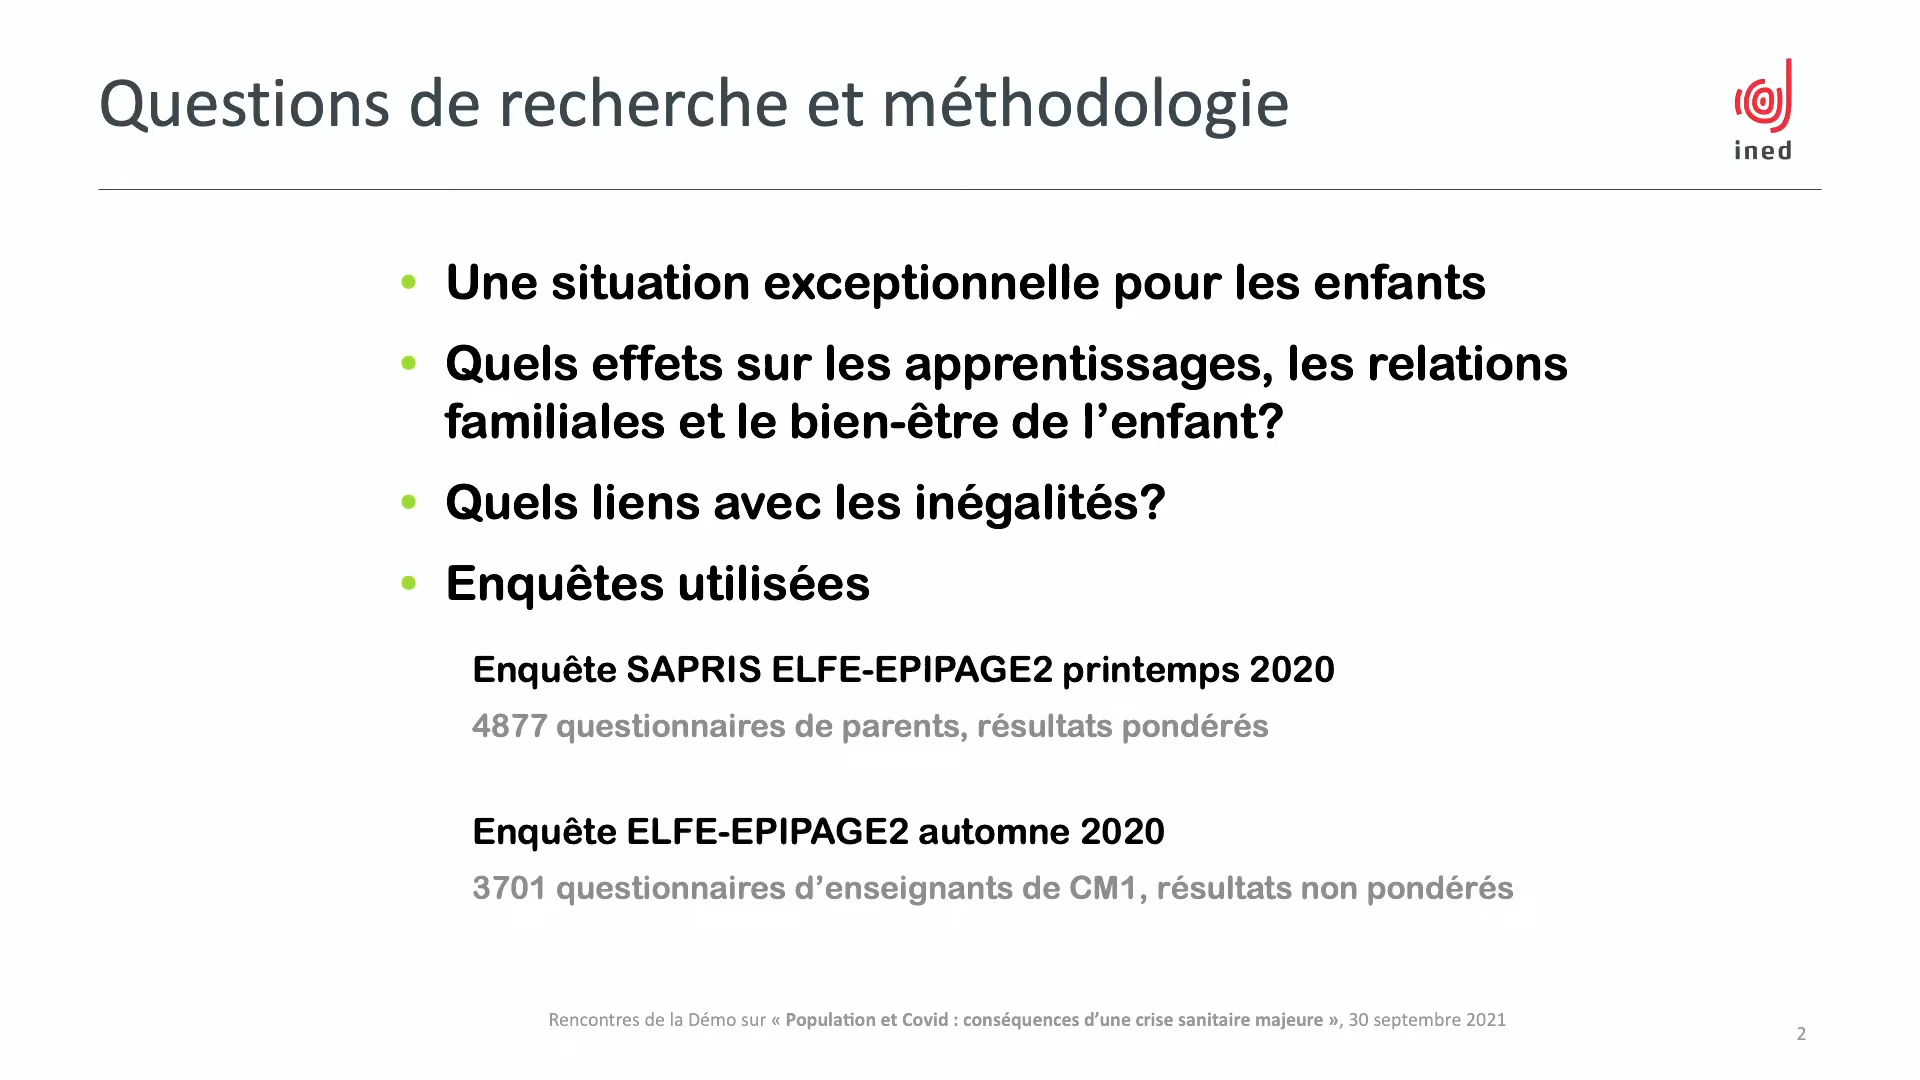 Questions de recherche et méthodologie
ined
• Une situation exceptionnelle pour les enfants
• Quels effets sur les apprentissages, les relations
familiales et le bien-être de l’enfant?
• Quels liens avec les inégalités?
• Enquêtes utilisées
Enquête SAPRIS ELFE-EPIPAGE2 printemps 2020
4877 questionnaires de parents, résultats pondérés
Enquête ELFE-EPIPAGE2 automne 2020
3701 questionnaires d’enseignants de CM1, résultats non pondérés
Rencontres de la Démo sur « Population et Covid : conséquences d’une crise sanitaire majeure », 30 septembre 2021
2